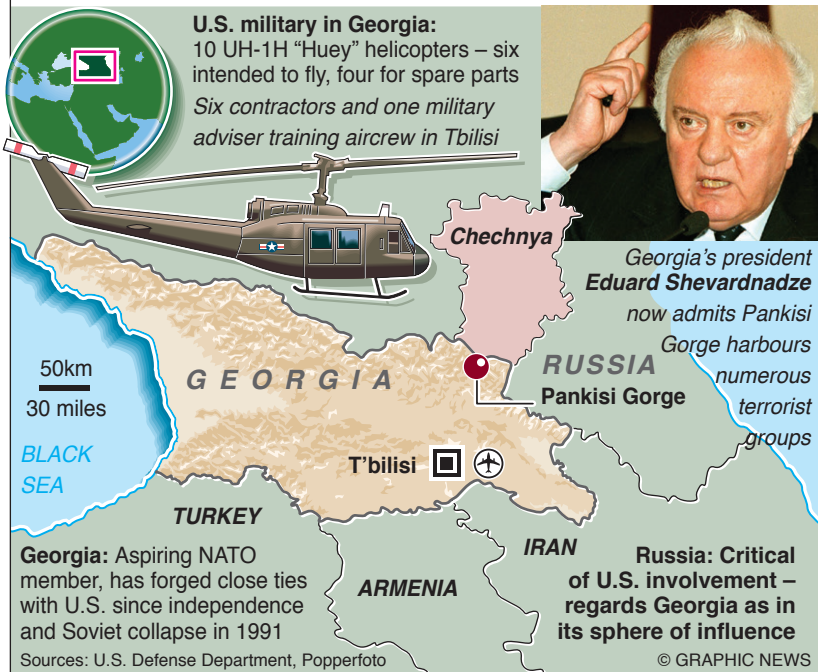 U.S. military in Georgia:
10 UH-1H “Huey” helicopters – six
intended to fly, four for spare parts
Six contractors and one military
adviser training aircrew in Tbilisi
Chechnya
Georgia’s president
Eduard Shevardnadze
now admits Pankisi
Gorge harbours
numerous
terrorist
groups
RUSSIA
Pankisi Gorge
GEORGIA
50km
30 miles
BLACK
SEA
T’bilisi
TURKEY
ARMENIA
IRAN
Georgia: Aspiring NATO
member, has forged close ties
with U.S. since independence
and Soviet collapse in 1991
Russia: Critical
of U.S. involvement –
regards Georgia as in
its sphere of influence
Sources: U.S. Defense Department, Popperfoto
© GRAPHIC NEWS